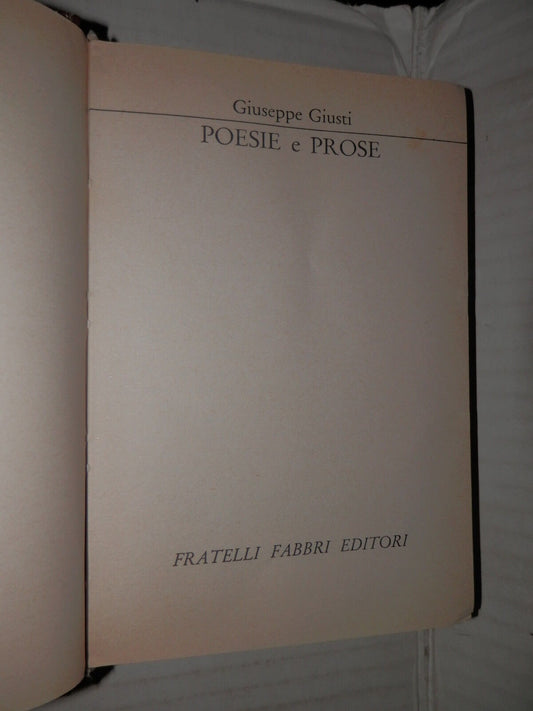 Giuseppe Giusti
POESIE e PROSE
FRATELLI FABBRI EDITORI